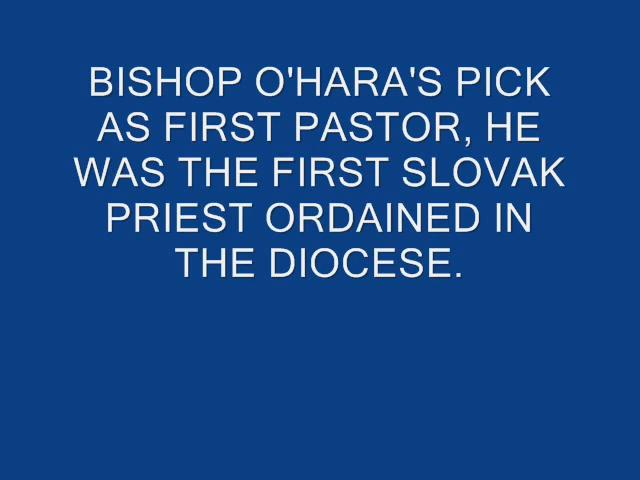 BISHOP O'HARA'S PICK
AS FIRST PASTOR, HE
WAS THE FIRST SLOVAK
PRIEST ORDAINED IN
THE DIOCESE.